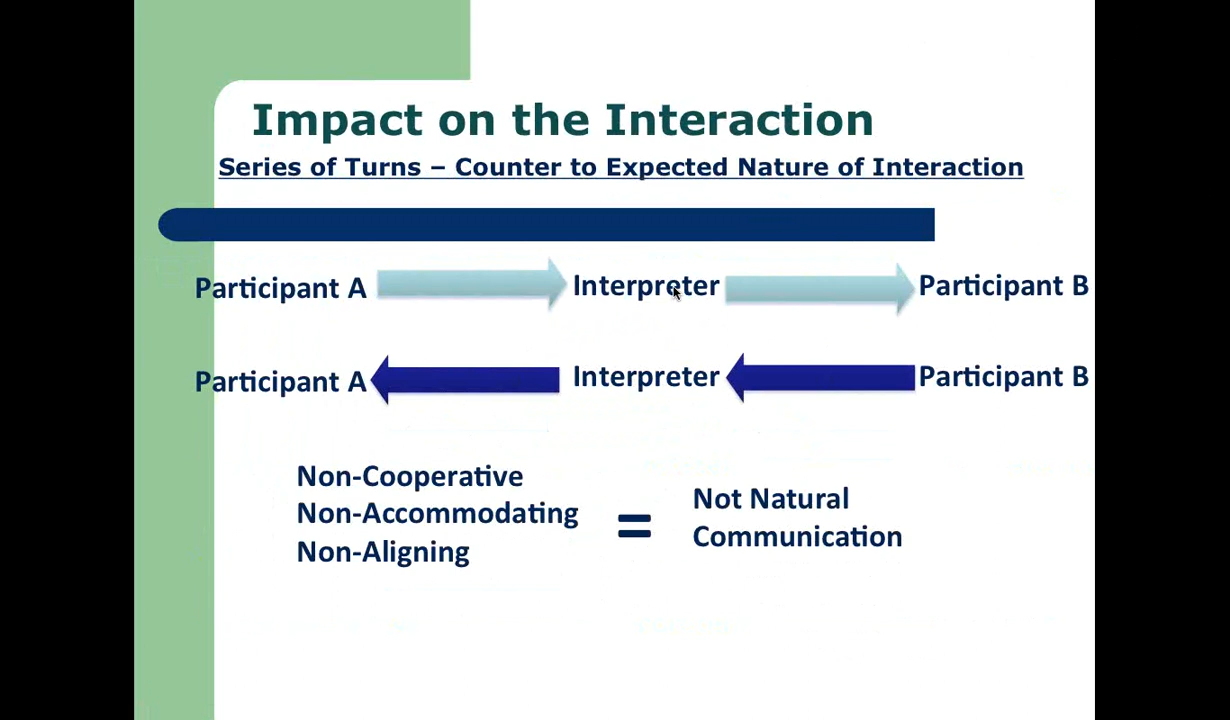 Impact on the Interaction
Series of Turns – Counter to Expected Nature of Interaction
Participant A Interpreter Participant B
Participant A Interpreter Participant B
Non-Cooperative
Non-Accommodating
Non-Aligning
=
Not Natural
Communication